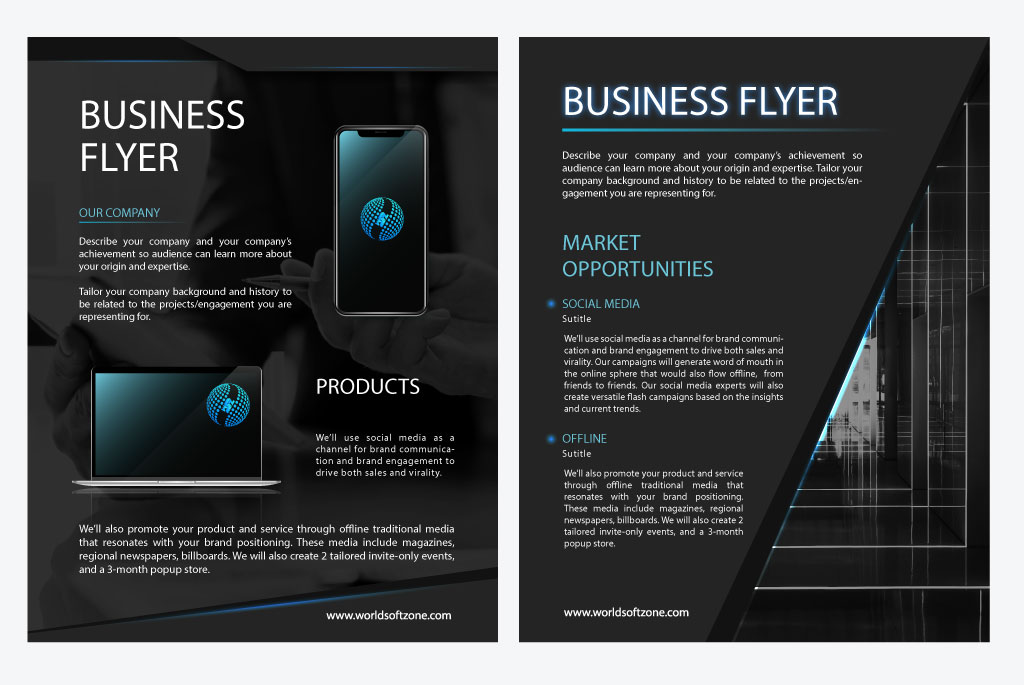 BUSINESS
FLYER
OUR COMPANY
Describe your company and your company's
achievement so audience can learn more about
your origin and expertise.
Tailor your company background and history to
be related to the projects/engagement you are
representing for.
PRODUCTS
We'll use social media as a
channel for brand communica-
tion and brand engagement to
drive both sales and virality.
We'll also promote your product and service through offline traditional media
that resonates with your brand positioning. These media include magazines,
regional newspapers, billboards. We will also create 2 tailored invite-only events,
and a 3-month popup store.
www.worldsoftzone.com
BUSINESS FLYER
Describe your company and your company's achievement so
audience can learn more about your origin and expertise. Tailor your
company background and history to be related to the projects/en-
gagement you are representing for.
MARKET
OPPORTUNITIES
SOCIAL MEDIA
Sutitle
We'll use social media as a channel for brand communi-
cation and brand engagement to drive both sales and
virality. Our campaigns will generate word of mouth in
the online sphere that would also flow offline, from
friends to friends. Our social media experts will also
create versatile flash campaigns based on the insights
and current trends.
OFFLINE
Sutitle
We'll also promote your product and service
through offline traditional media that
resonates with your brand positioning.
These media include magazines, regional
newspapers, billboards. We will also create 2
tailored invite-only events, and a 3-month
popup store.
www.worldsoftzone.com